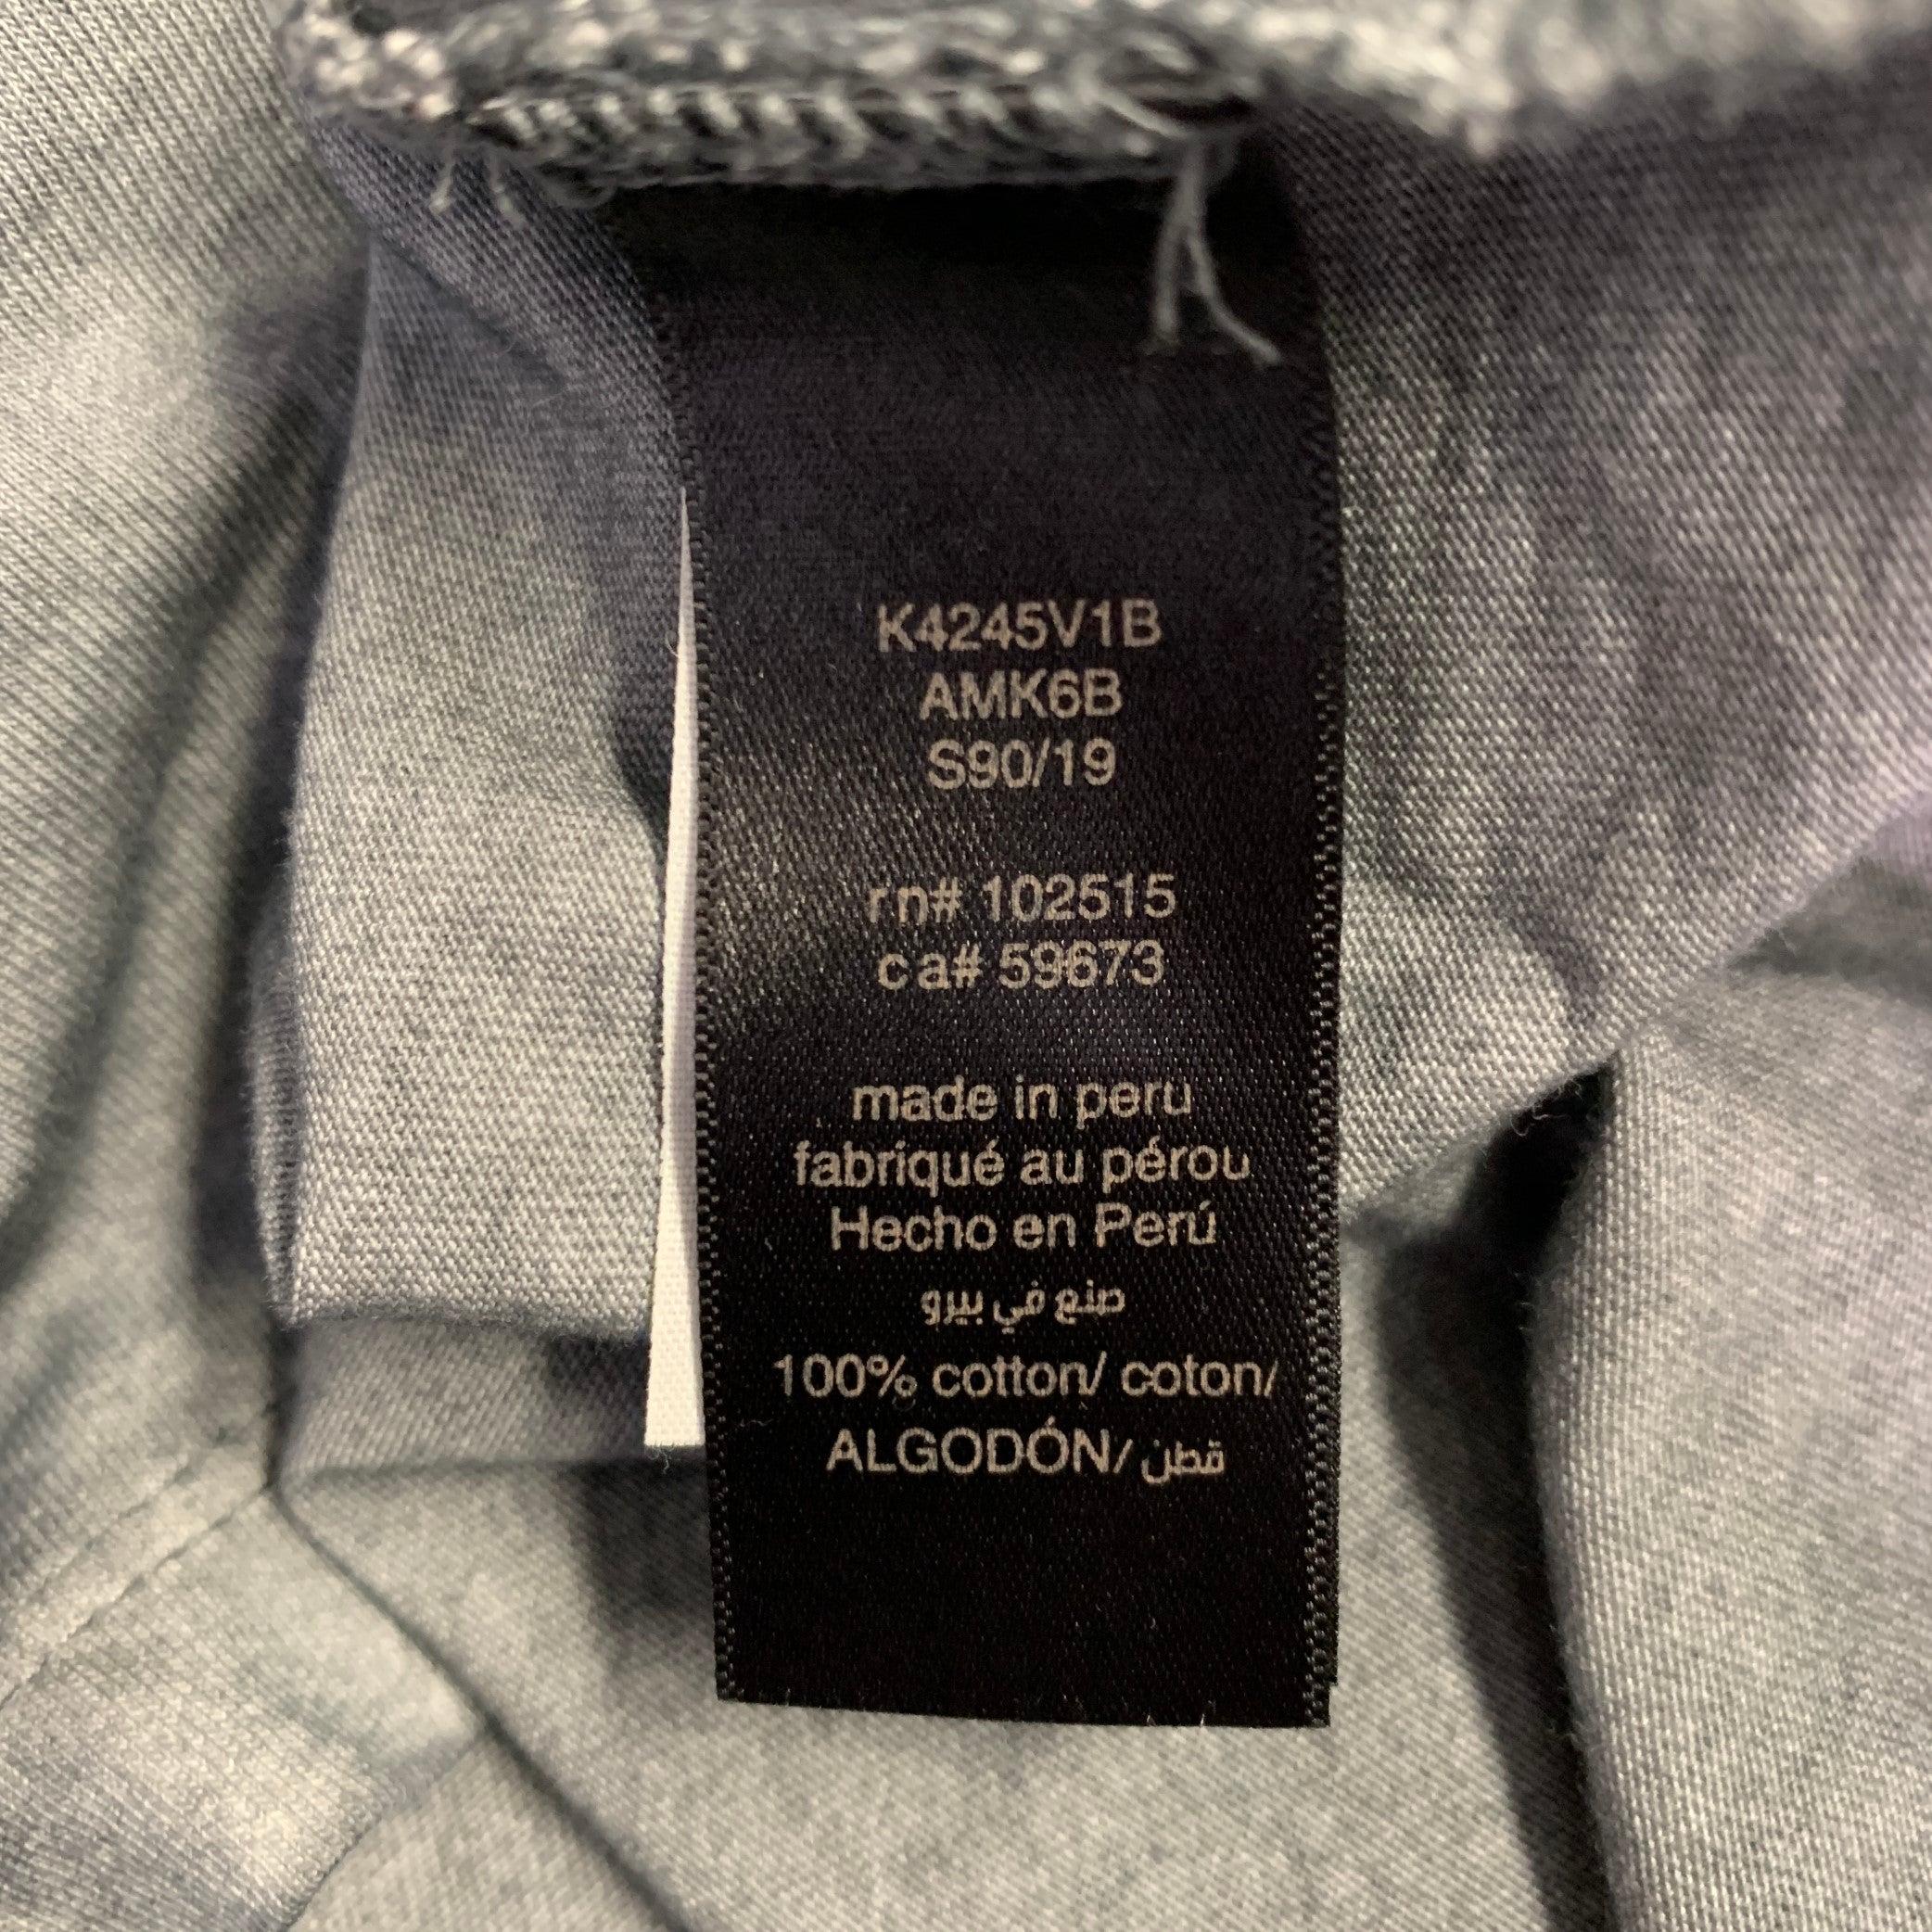 K4245V1B
AMK6B
S90/19
rn# 102515
ca# 59673
made in peru
fabriqué au pérou
Hecho en Perú
صنع في بيرو
100% cotton/ coton/
ALGODÓN/ قطن